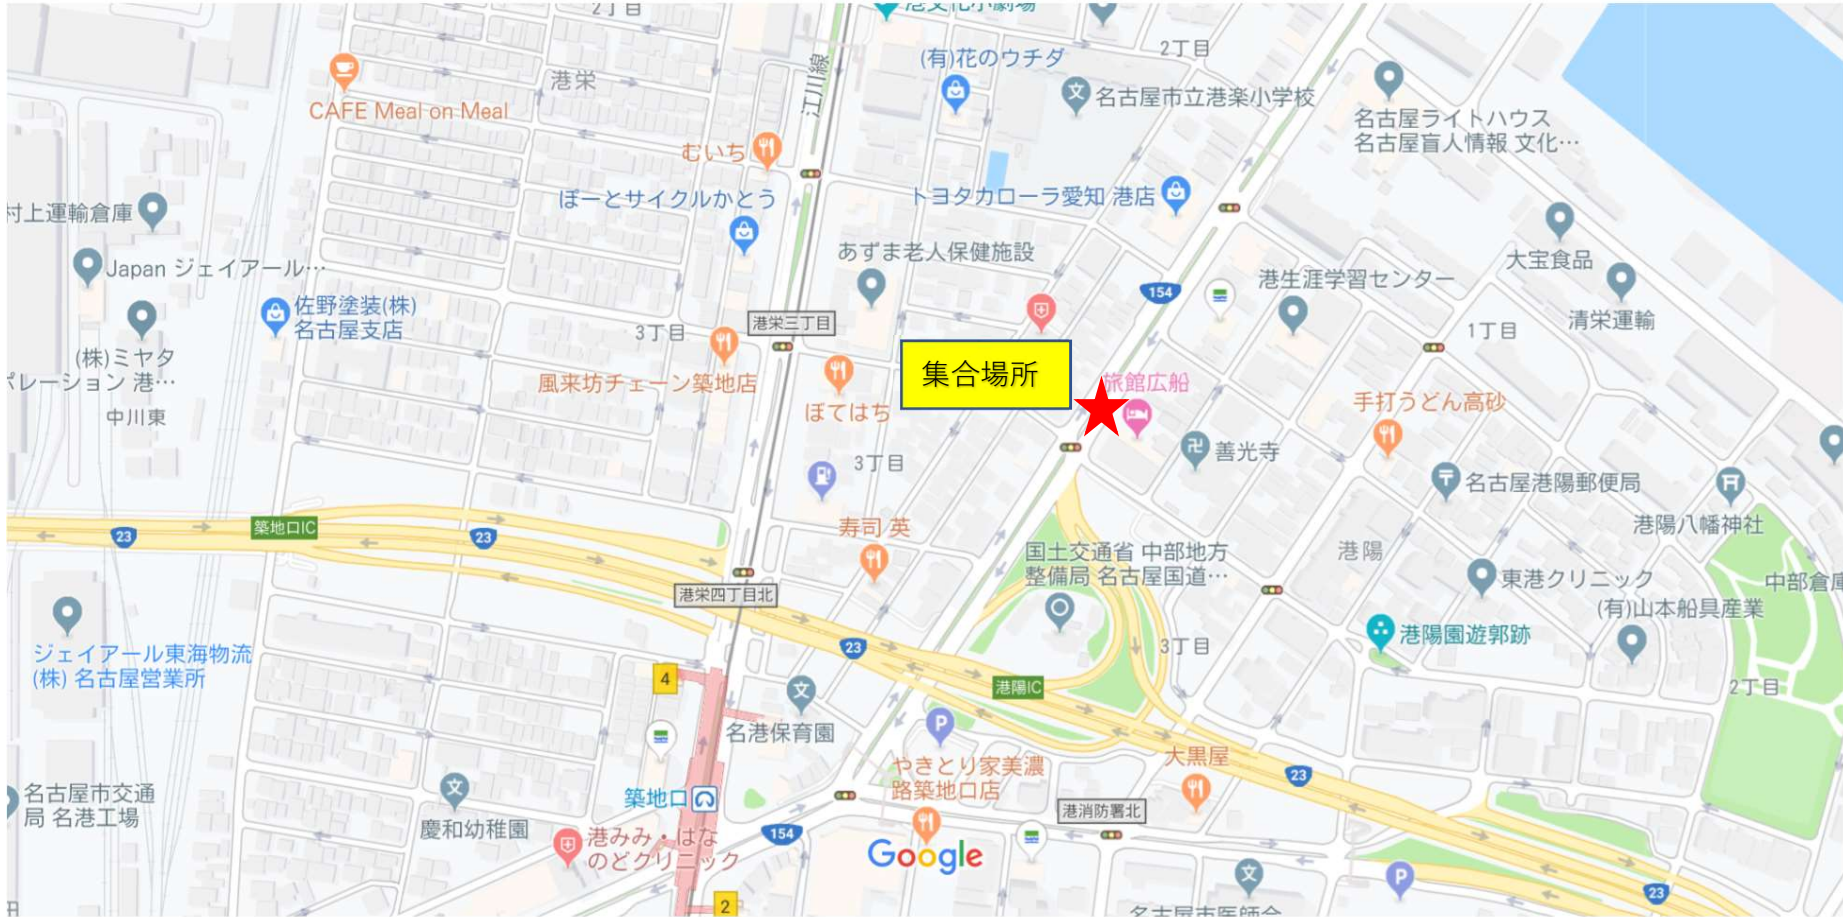 2丁目
港文化小劇場
港栄
江川線
(有)花のウチダ
2丁目
CAFE Meal on Meal
名古屋市立港楽小学校
名古屋ライトハウス
名古屋盲人情報 文化…
むいち
ぽーとサイクルかとう
トヨタカローラ愛知 港店
村上運輸倉庫
あずま老人保健施設
大宝食品
Japan ジェイアール…
港生涯学習センター
154
佐野塗装(株)
名古屋支店
3丁目
港栄三丁目
1丁目
清栄運輸
(株)ミヤタ
ポレーション 港…
集合場所
風来坊チェーン築地店
旅館広船
中川東
ぼてはち
手打うどん高砂
善光寺
3丁目
名古屋港陽郵便局
築地口IC
23
23
寿司 英
港陽八幡神社
国土交通省 中部地方
整備局 名古屋国道…
港陽
東港クリニック
中部倉庫
港栄四丁目北
(有)山本船具産業
港陽園遊郭跡
23
3丁目
ジェイアール東海物流
(株) 名古屋営業所
4
港陽IC
2丁目
名港保育園
P
大黒屋
やきとり家美濃
路築地口店
23
名古屋市交通
局 名港工場
築地口
港消防署北
慶和幼稚園
154
港みみ・はな
のどクリニック
Google
P
23
2
名古屋市医師会